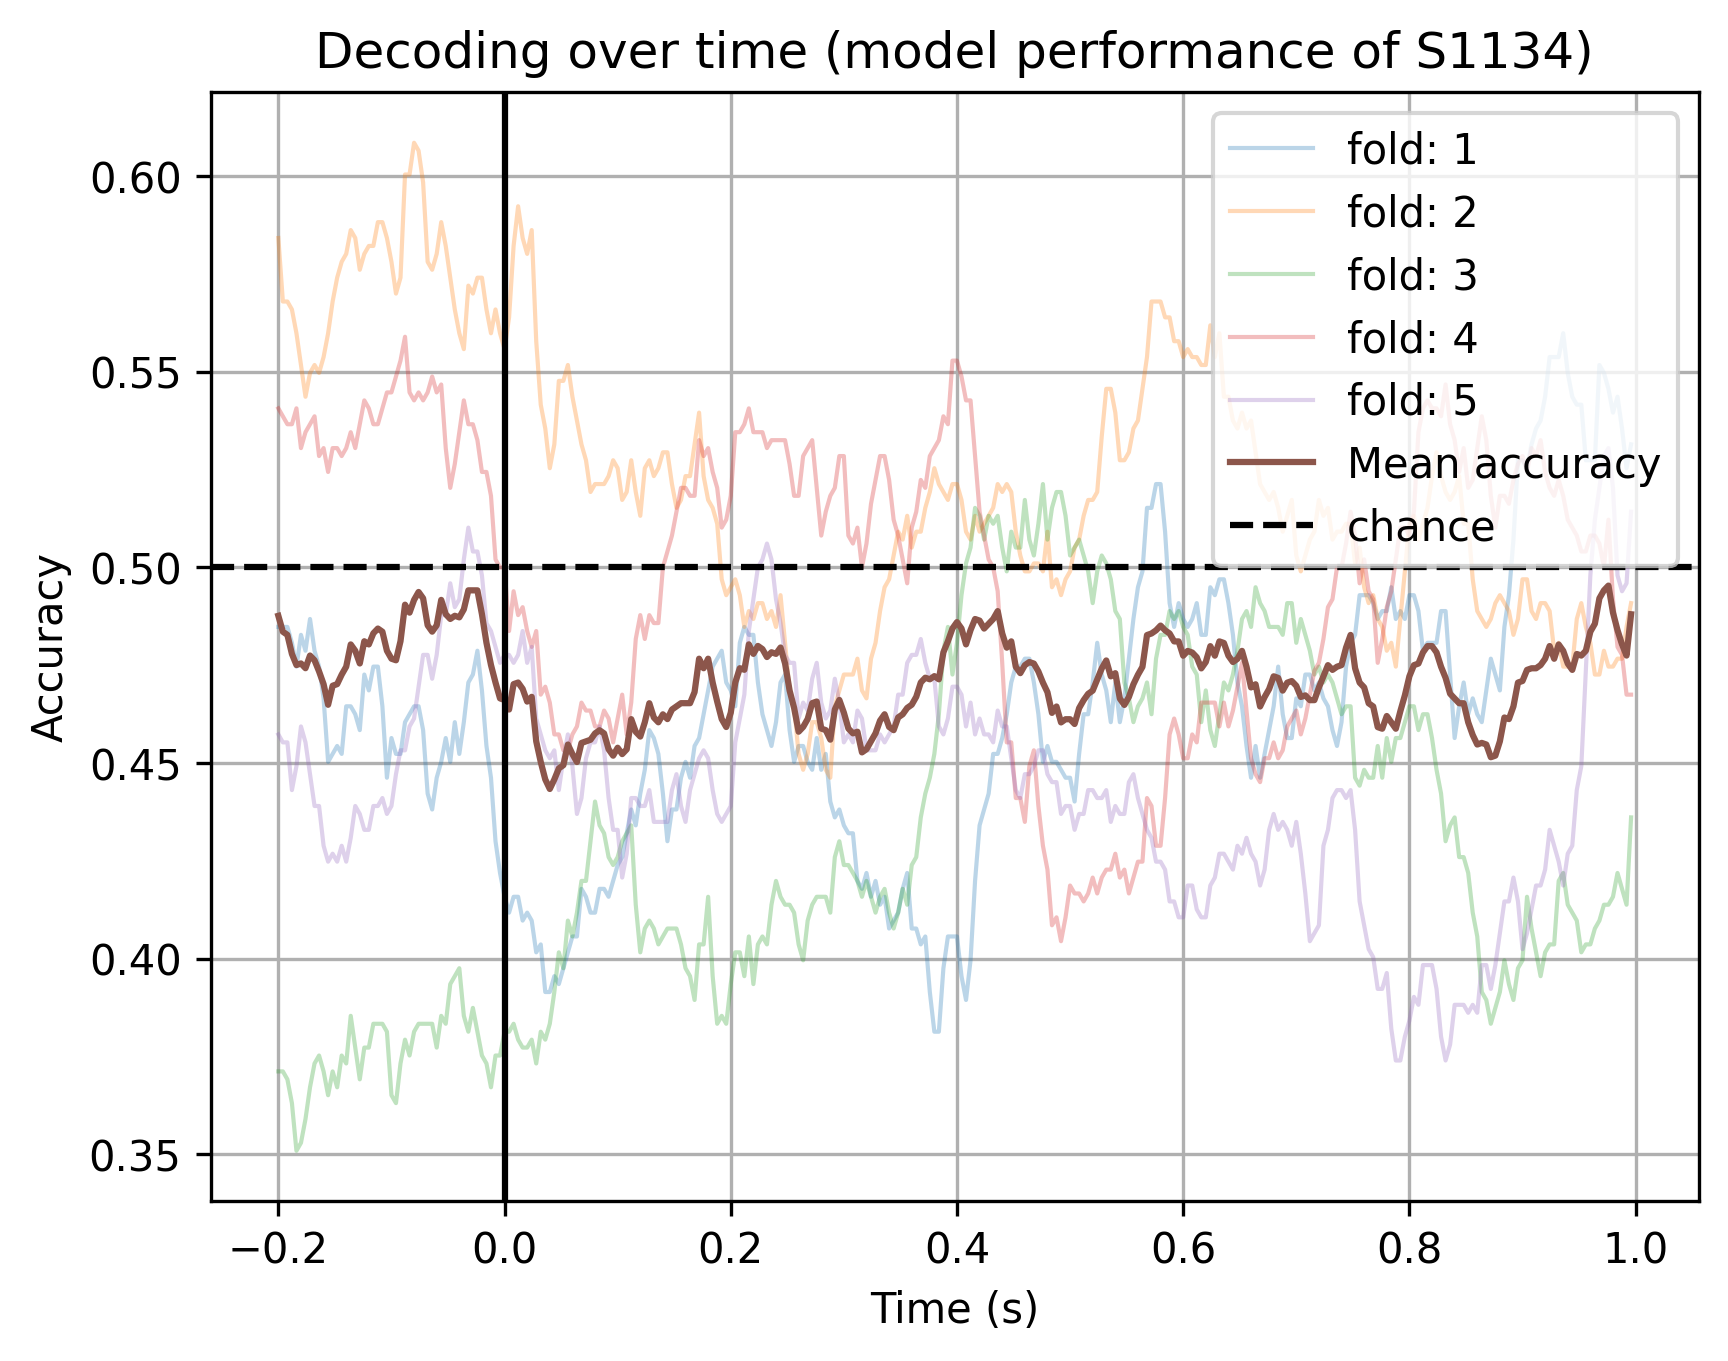 Decoding over time (model performance of S1134)
Accuracy
0.60
0.55
0.50
0.45
0.40
0.35
fold: 1
fold: 2
fold: 3
fold: 4
fold: 5
Mean accuracy
chance
−0.2
0.0
0.2
0.4
0.6
0.8
1.0
Time (s)